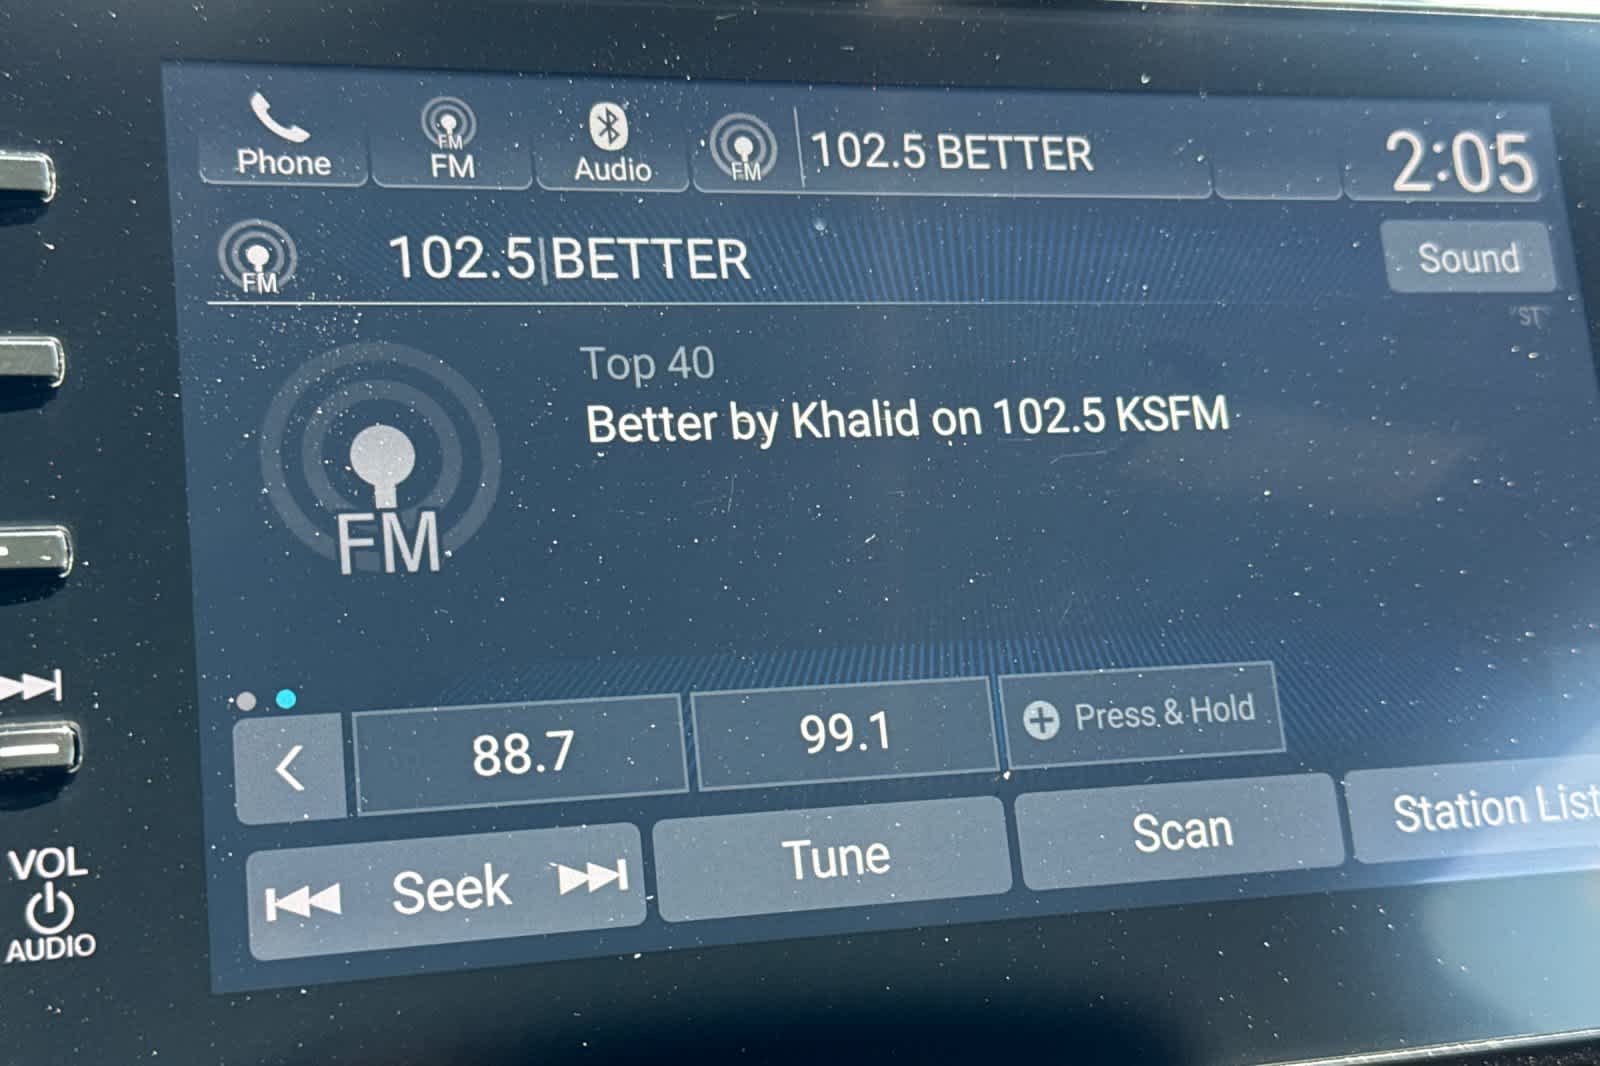 Phone
FM
FM
Audio
FM
102.5 BETTER
2:05
FM
102.5|BETTER
Sound
ST
Top 40
Better by Khalid on 102.5 KSFM
FM
88.7
99.1
Press & Hold
Seek
Tune
Scan
Station List
VOL
AUDIO